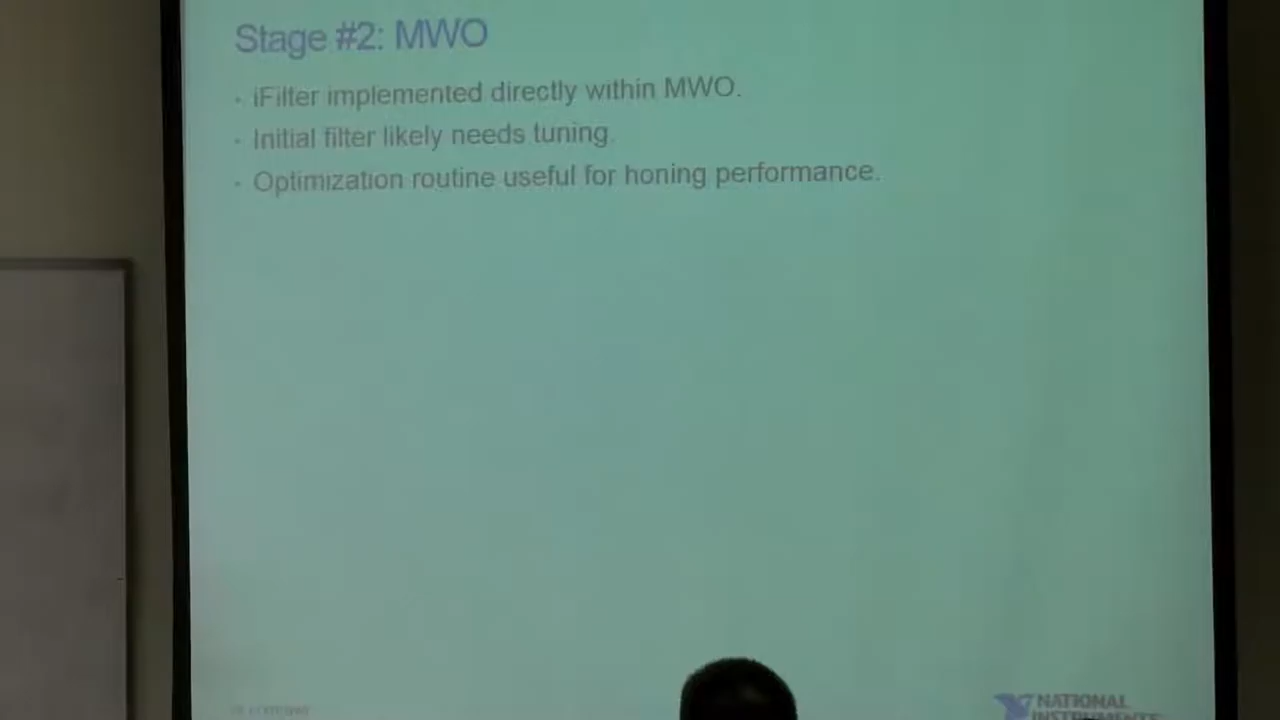 Stage #2: MWO
• iFilter implemented directly within MWO.
• Initial filter likely needs tuning.
• Optimization routine useful for honing performance.
NATIONAL
INSTRUMENTS